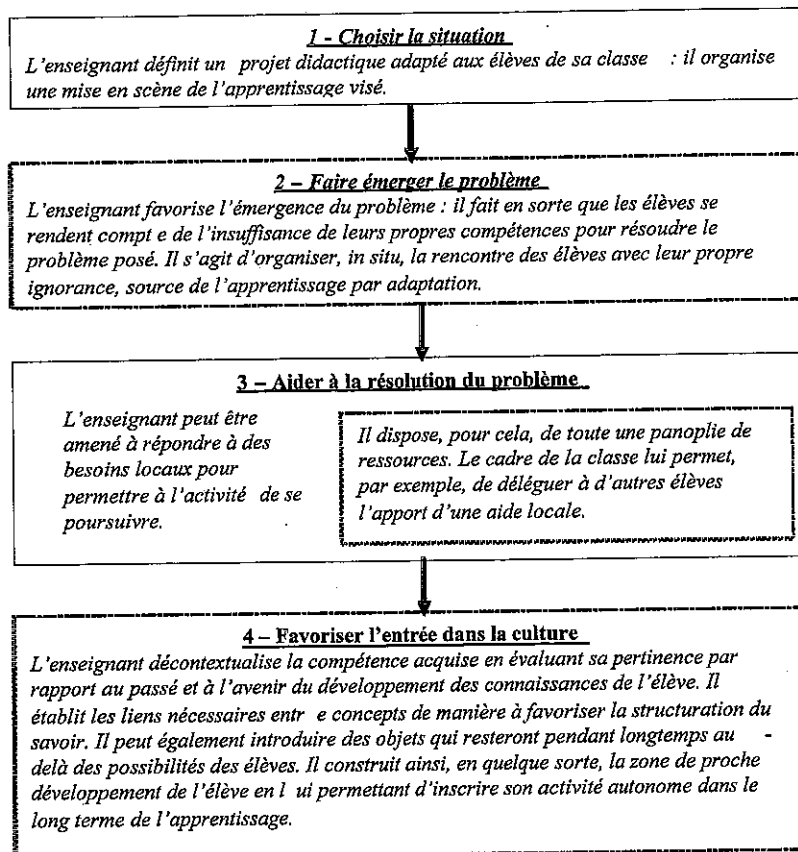 1 - Choisir la situation
L'enseignant définit un projet didactique adapté aux élèves de sa classe : il organise
une mise en scène de l'apprentissage visé.
2 – Faire émerger le problème
L'enseignant favorise l'émergence du problème : il fait en sorte que les élèves se
rendent compt e de l'insuffisance de leurs propres compétences pour résoudre le
problème posé. Il s'agit d'organiser, in situ, la rencontre des élèves avec leur propre
ignorance, source de l'apprentissage par adaptation.
3 – Aider à la résolution du problème
L'enseignant peut être
amené à répondre à des
besoins locaux pour
permettre à l'activité de se
poursuivre.
Il dispose, pour cela, de toute une panoplie de
ressources. Le cadre de la classe lui permet,
par exemple, de déléguer à d'autres élèves
l'apport d'une aide locale.
4 – Favoriser l'entrée dans la culture
L'enseignant décontextualise la compétence acquise en évaluant sa pertinence par
rapport au passé et à l'avenir du développement des connaissances de l'élève. Il
établit les liens nécessaires entr e concepts de manière à favoriser la structuration du
savoir. Il peut également introduire des objets qui resteront pendant longtemps au -
delà des possibilités des élèves. Il construit ainsi, en quelque sorte, la zone de proche
développement de l'élève en l ui permettant d'inscrire son activité autonome dans le
long terme de l'apprentissage.